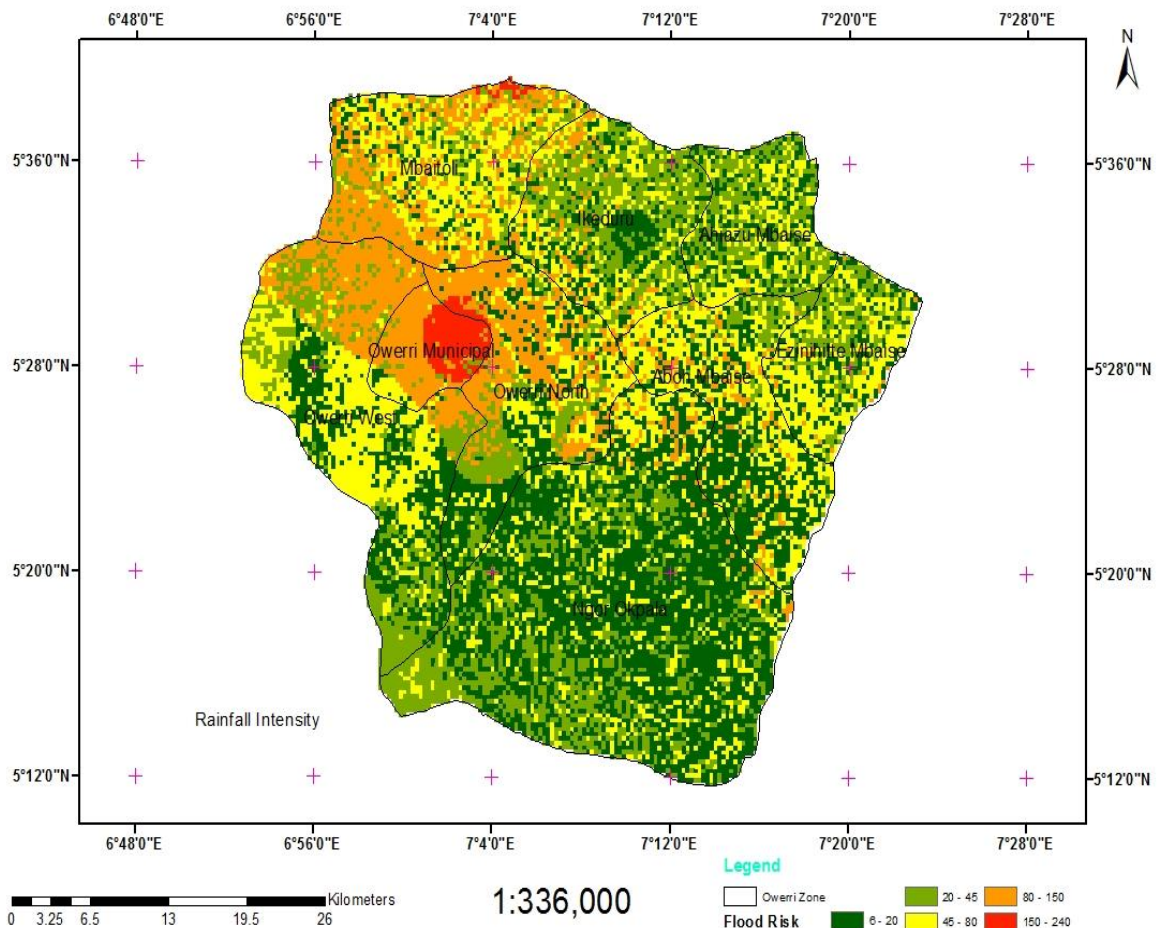 6°48'0"E 6°56'0"E 7°4'0"E 7°12'0"E 7°20'0"E 7°28'0"E
N
5°36'0"N 5°36'0"N
Mbaitoli
Ikeduru
Ahiazu Mbaise
Owerri Municipal
Ezinihitte Mbaise
5°28'0"N 5°28'0"N
Aboh Mbaise
Owerri North
Owerri West
5°20'0"N 5°20'0"N
Ngor Okpala
Rainfall Intensity
5°12'0"N 5°12'0"N
6°48'0"E 6°56'0"E 7°4'0"E 7°12'0"E 7°20'0"E 7°28'0"E
Legend
Kilometers
0 3.25 6.5 13 19.5 26
1:336,000
Owerri Zone 20 - 45 80 - 150
Flood Risk 6 - 20 45 - 80 150 - 240